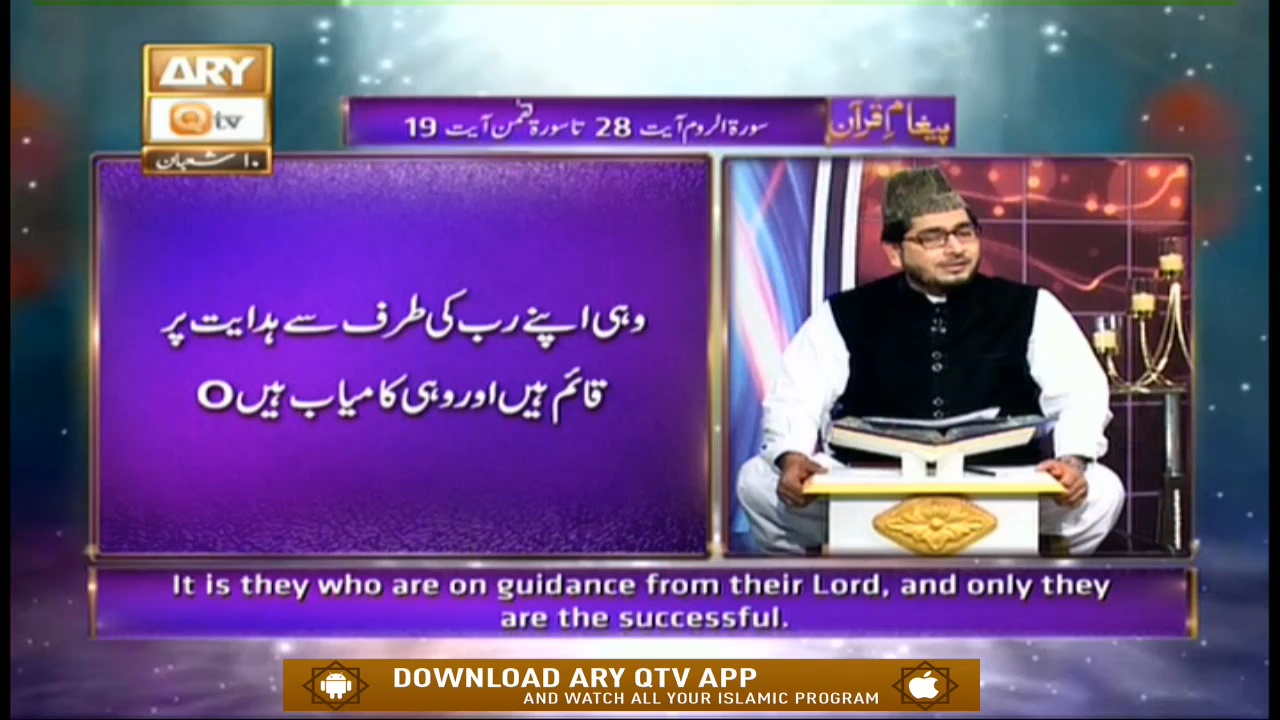 ARY
Qtv
۱۰ شعبان
پیغامِ قرآن
سورۃ الروم آیت 28 تا سورۃ لقمٰن آیت 19
وہی اپنے رب کی طرف سے ہدایت پر
قائم ہیں اور وہی کامیاب ہیں O
It is they who are on guidance from their Lord, and only they
are the successful.
DOWNLOAD ARY QTV APP
AND WATCH ALL YOUR ISLAMIC PROGRAM